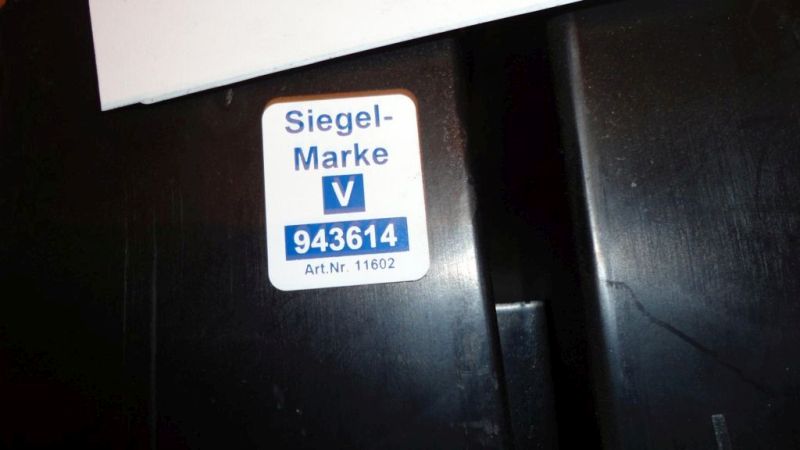 Siegel-
Marke
V
943614
Art.Nr. 11602